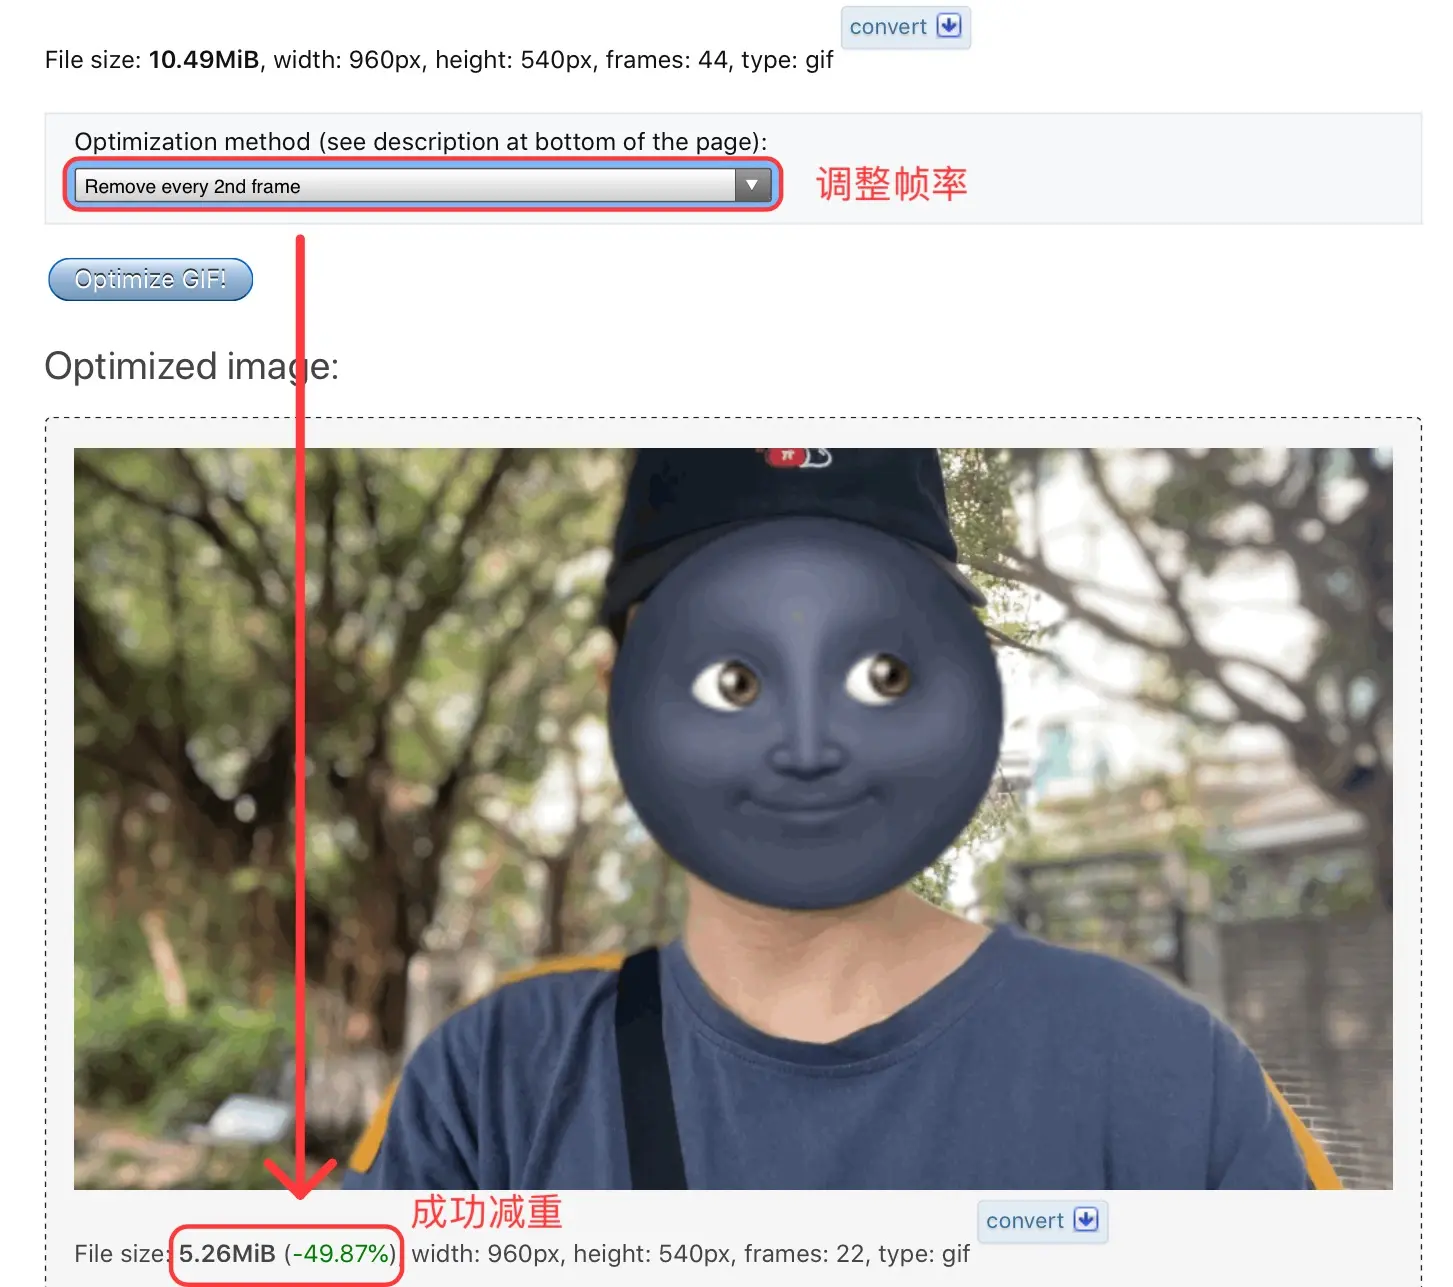 convert
File size: 10.49MiB, width: 960px, height: 540px, frames: 44, type: gif
Optimization method (see description at bottom of the page):
Remove every 2nd frame
调整帧率
Optimize GIF!
Optimized image:
成功减重
convert
File size: 5.26MiB (-49.87%), width: 960px, height: 540px, frames: 22, type: gif